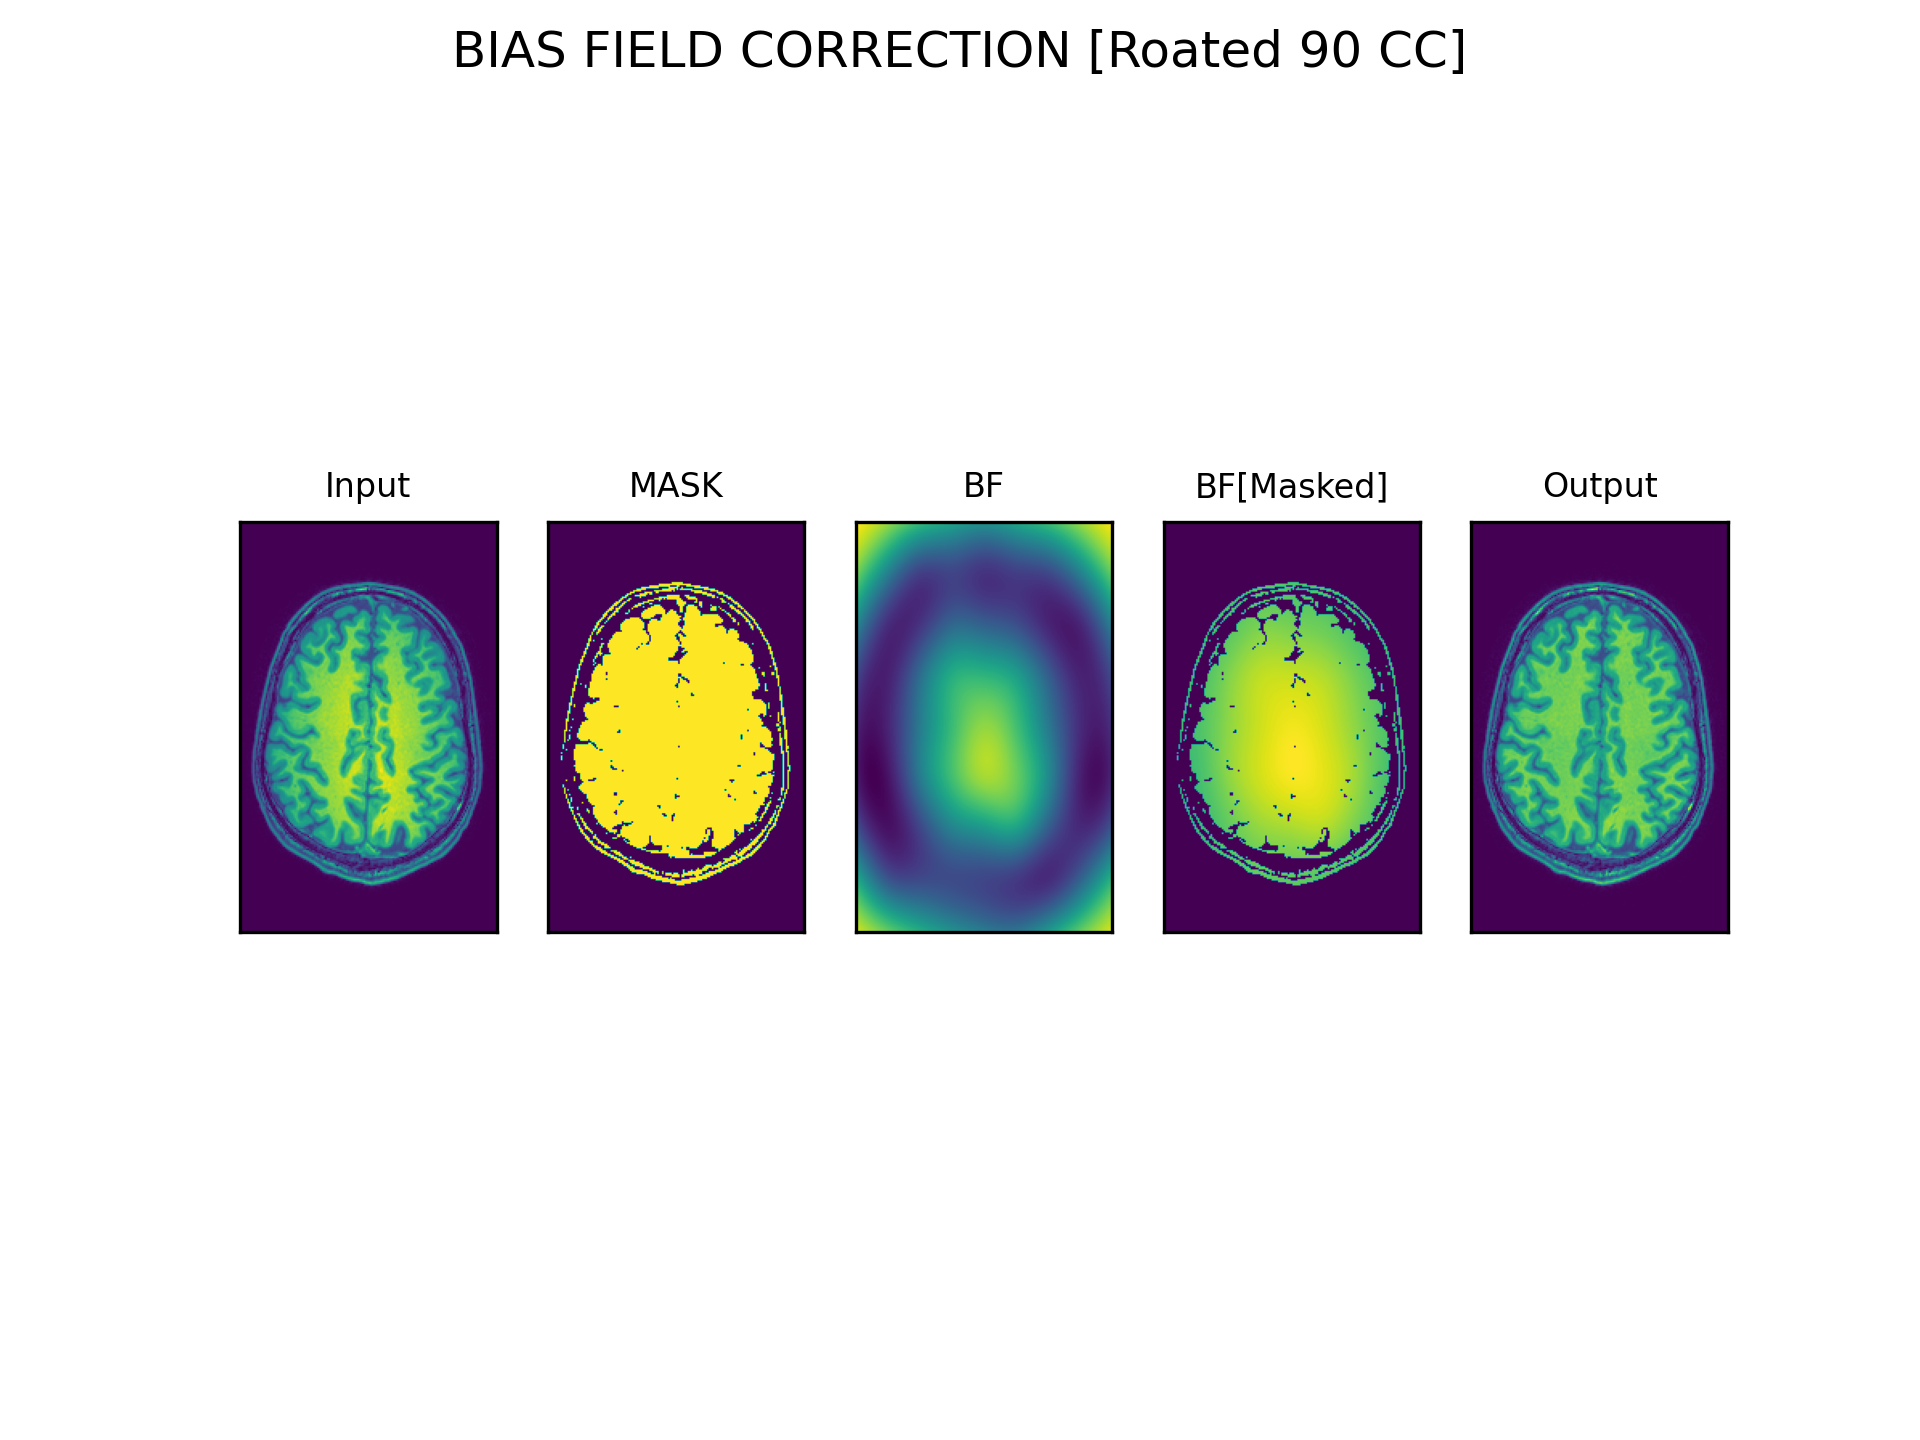 BIAS FIELD CORRECTION [Roated 90 CC]
Input
MASK
BF
BF[Masked]
Output